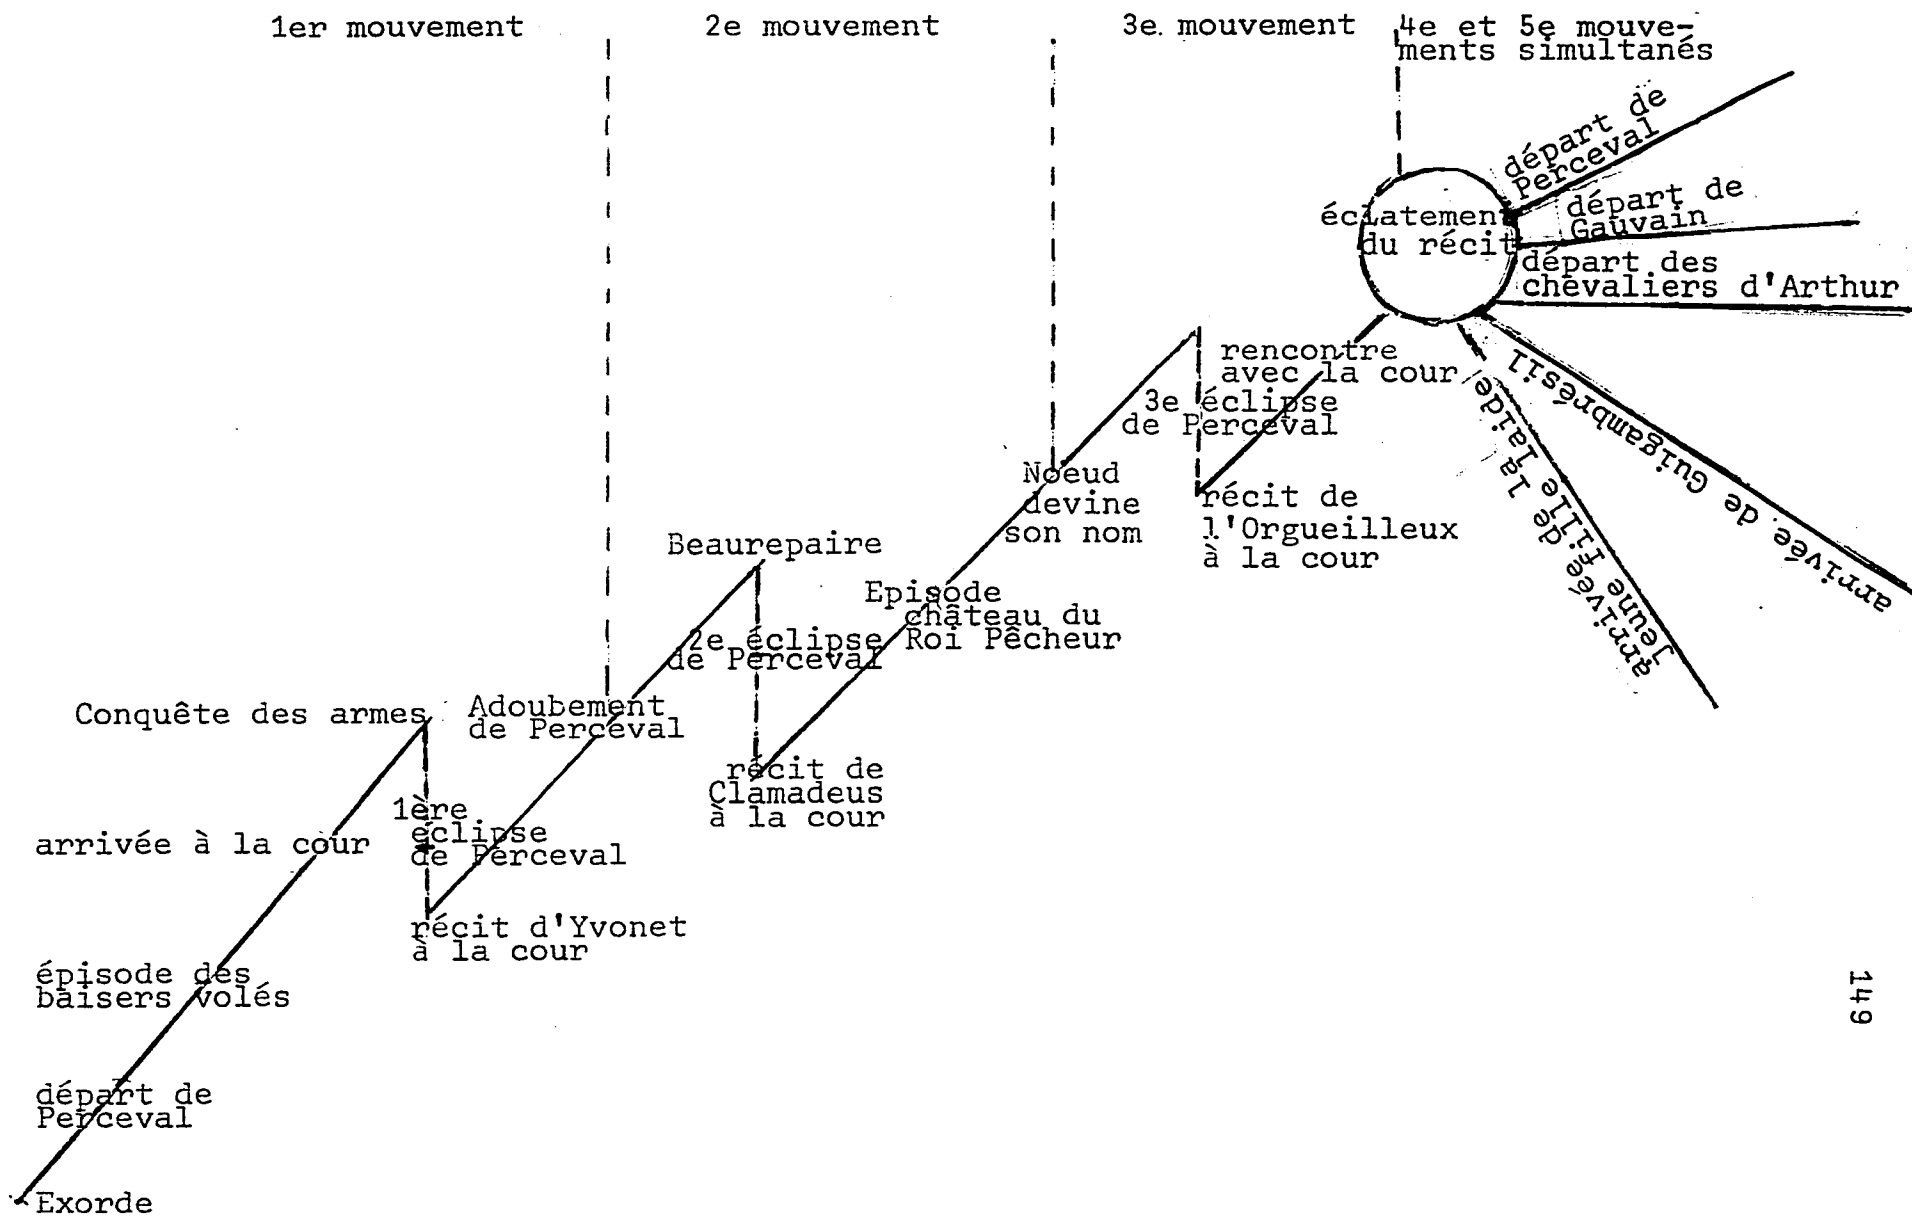 1er mouvement
2e mouvement
3e mouvement
4e et 5e mouve-
ments simultanés
départ de
Perceval
départ de
Gauvain
éclatement
du récit
départ des
chevaliers d'Arthur
arrivée de Guigambrésil
arrivée de la laide
jeune fille
rencontre
avec la cour
3e éclipse
de Perceval
Noeud
devine
son nom
récit de
l'Orgueilleux
à la cour
Beaurepaire
Episode
château du
Roi Pêcheur
2e éclipse
de Perceval
Conquête des armes
Adoubement
de Perceval
récit de
Clamadeus
à la cour
1ère
éclipse
de Perceval
arrivée à la cour
récit d'Yvonet
à la cour
épisode des
baisers volés
départ de
Perceval
Exorde
149